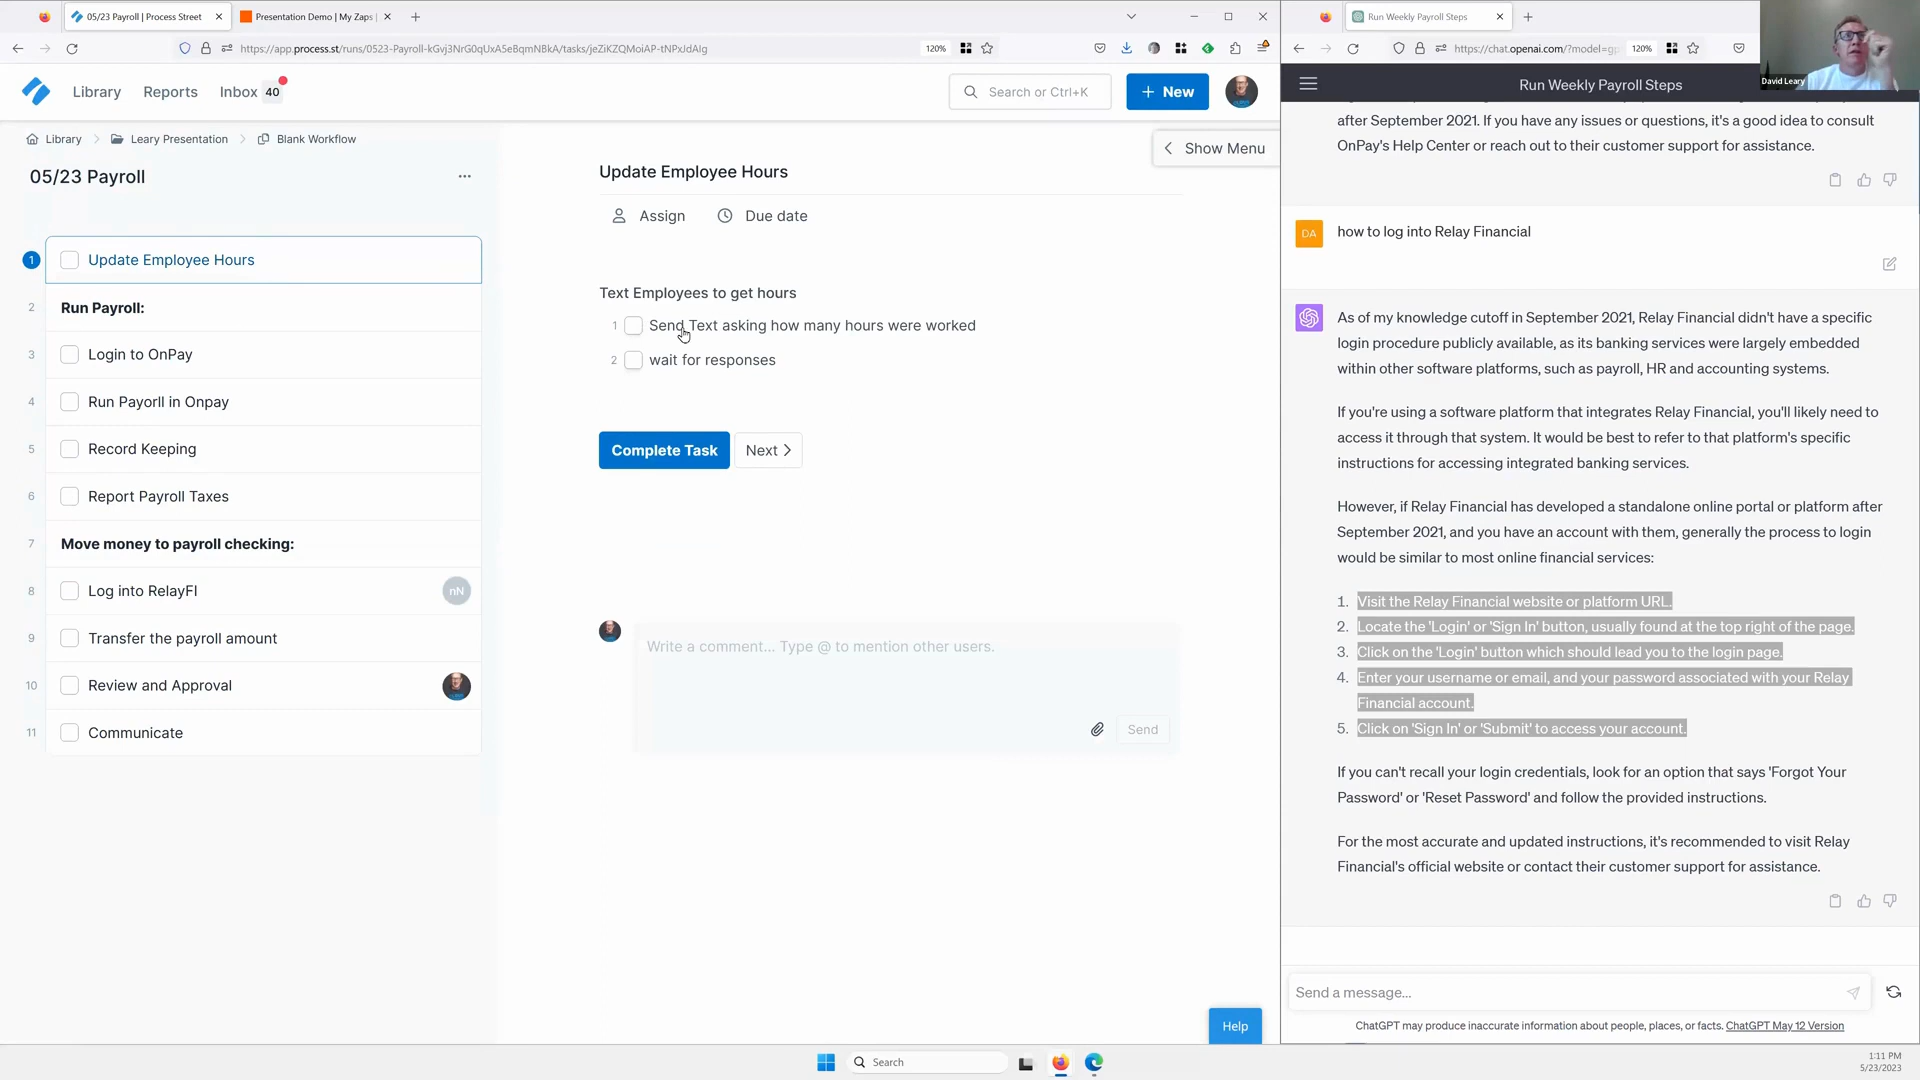 05/23 Payroll | Process Street
Presentation Demo | My Zaps |
Run Weekly Payroll Steps
https://app.process.st/runs/0523-Payroll-kGvj3NrG0qUxA5eBqmNBkA/tasks/jeZiKZQMoiAP-tNPxJdAIg
120%
https://chat.openai.com/?model=gp
120%
David Leary
Library
Reports
Inbox 40
Search or Ctrl+K
New
Run Weekly Payroll Steps
Library
Leary Presentation
Blank Workflow
Show Menu
05/23 Payroll
1 Update Employee Hours
2 Run Payroll:
3 Login to OnPay
4 Run Payorll in Onpay
5 Record Keeping
6 Report Payroll Taxes
7 Move money to payroll checking:
8 Log into RelayFI nN
9 Transfer the payroll amount
10 Review and Approval
11 Communicate
Update Employee Hours
Assign
Due date
Text Employees to get hours
1 Send Text asking how many hours were worked
2 wait for responses
Complete Task
Next
Write a comment... Type @ to mention other users.
Send
Help
after September 2021. If you have any issues or questions, it's a good idea to consult
OnPay's Help Center or reach out to their customer support for assistance.
DA
how to log into Relay Financial
As of my knowledge cutoff in September 2021, Relay Financial didn't have a specific
login procedure publicly available, as its banking services were largely embedded
within other software platforms, such as payroll, HR and accounting systems.
If you're using a software platform that integrates Relay Financial, you'll likely need to
access it through that system. It would be best to refer to that platform's specific
instructions for accessing integrated banking services.
However, if Relay Financial has developed a standalone online portal or platform after
September 2021, and you have an account with them, generally the process to login
would be similar to most online financial services:
1. Visit the Relay Financial website or platform URL.
2. Locate the 'Login' or 'Sign In' button, usually found at the top right of the page.
3. Click on the 'Login' button which should lead you to the login page.
4. Enter your username or email, and your password associated with your Relay
Financial account.
5. Click on 'Sign In' or 'Submit' to access your account.
If you can't recall your login credentials, look for an option that says 'Forgot Your
Password' or 'Reset Password' and follow the provided instructions.
For the most accurate and updated instructions, it's recommended to visit Relay
Financial's official website or contact their customer support for assistance.
Send a message...
ChatGPT may produce inaccurate information about people, places, or facts. ChatGPT May 12 Version
Search
1:11 PM
5/23/2023